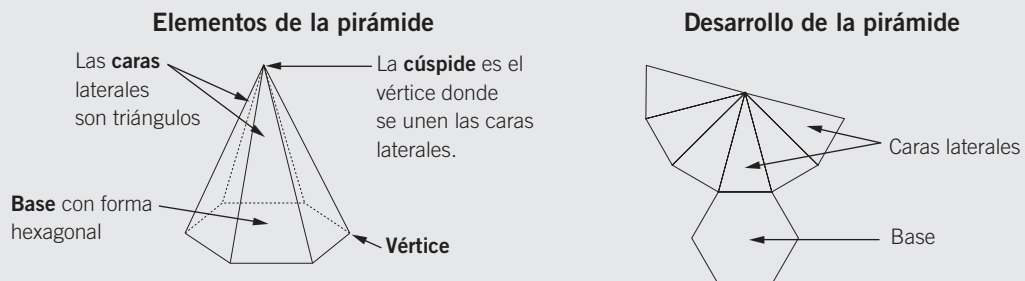 Elementos de la pirámide
Las caras
laterales
son triángulos
La cúspide es el
vértice donde
se unen las caras
laterales.
Base con forma
hexagonal
Vértice
Desarrollo de la pirámide
Caras laterales
Base